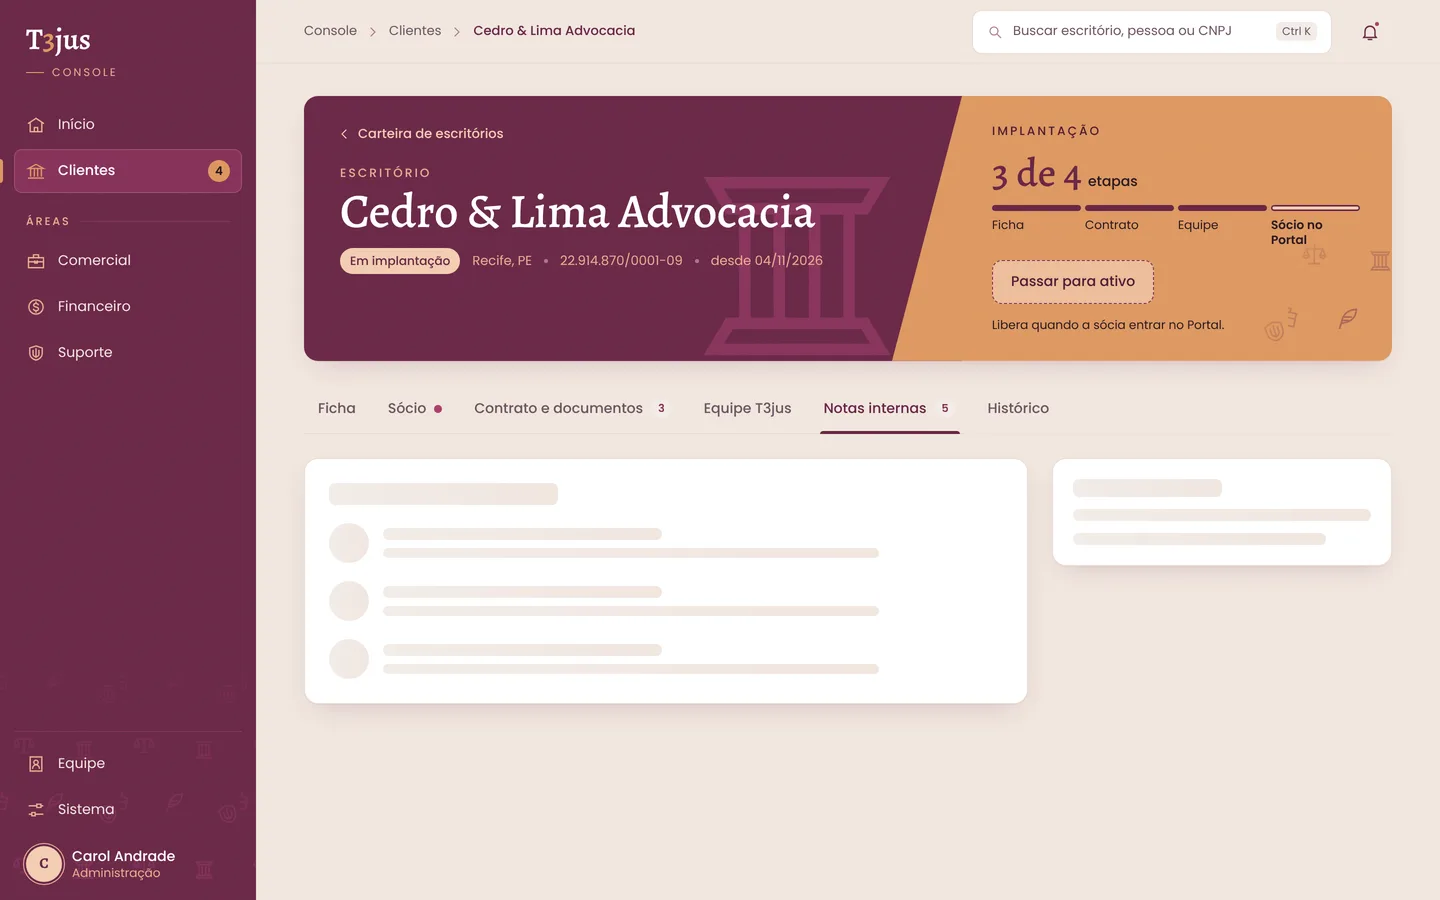 T3jus
CONSOLE
Início
Clientes 4
ÁREAS
Comercial
Financeiro
Suporte
Equipe
Sistema
C
Carol Andrade
Administração
Console > Clientes > Cedro & Lima Advocacia
Buscar escritório, pessoa ou CNPJ Ctrl K
Carteira de escritórios
ESCRITÓRIO
Cedro & Lima Advocacia
Em implantação Recife, PE • 22.914.870/0001-09 • desde 04/11/2026
IMPLANTAÇÃO
3 de 4 etapas
Ficha Contrato Equipe Sócio no
Portal
Passar para ativo
Libera quando a sócia entrar no Portal.
Ficha Sócio Contrato e documentos 3 Equipe T3jus Notas internas 5 Histórico